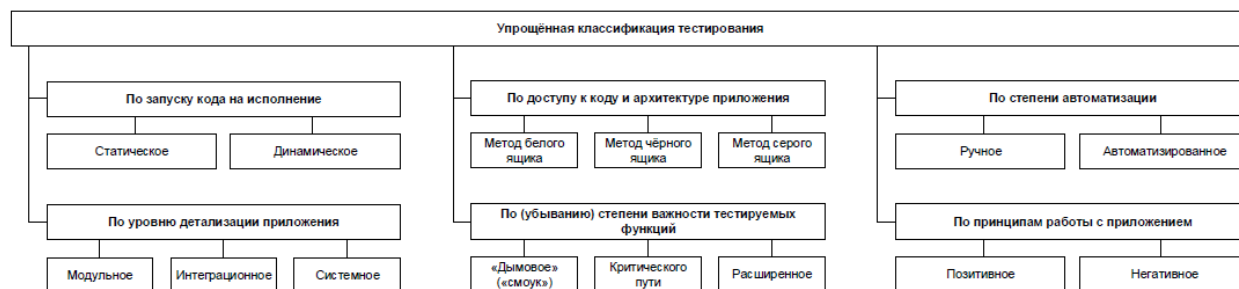 Упрощённая классификация тестирования
По запуску кода на исполнение
Статическое
Динамическое
По доступу к коду и архитектуре приложения
Метод белого
ящика
Метод чёрного
ящика
Метод серого
ящика
По степени автоматизации
Ручное
Автоматизированное
По уровню детализации приложения
Модульное
Интеграционное
Системное
По (убыванию) степени важности тестируемых
функций
«Дымовое»
(«смоук»)
Критического
пути
Расширенное
По принципам работы с приложением
Позитивное
Негативное